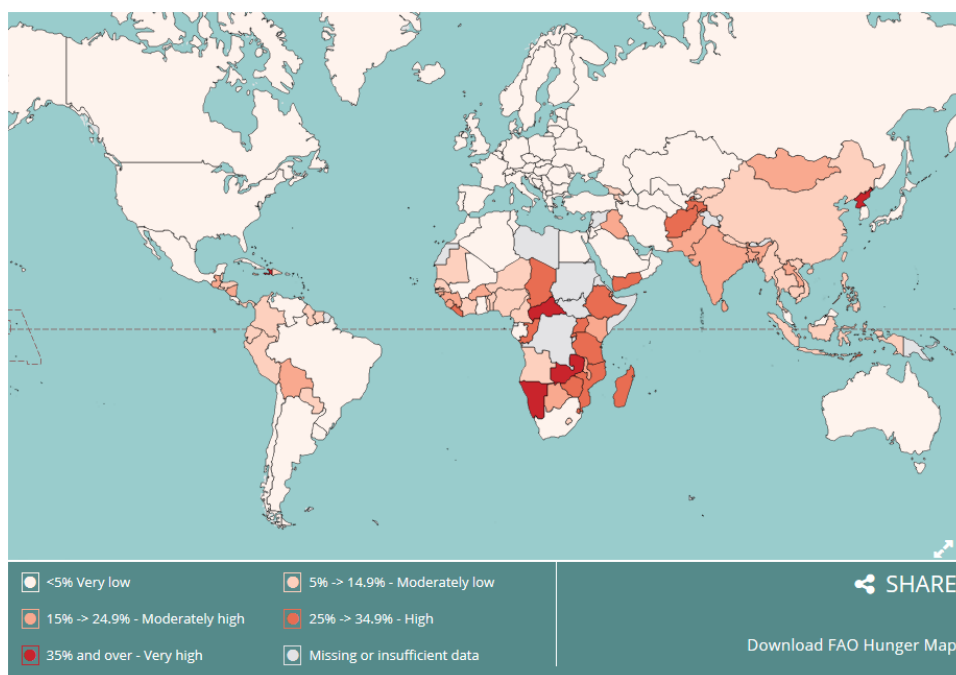 <5% Very low
5% -> 14.9% - Moderately low
15% -> 24.9% - Moderately high
25% -> 34.9% - High
35% and over - Very high
Missing or insufficient data
SHARE
Download FAO Hunger Map